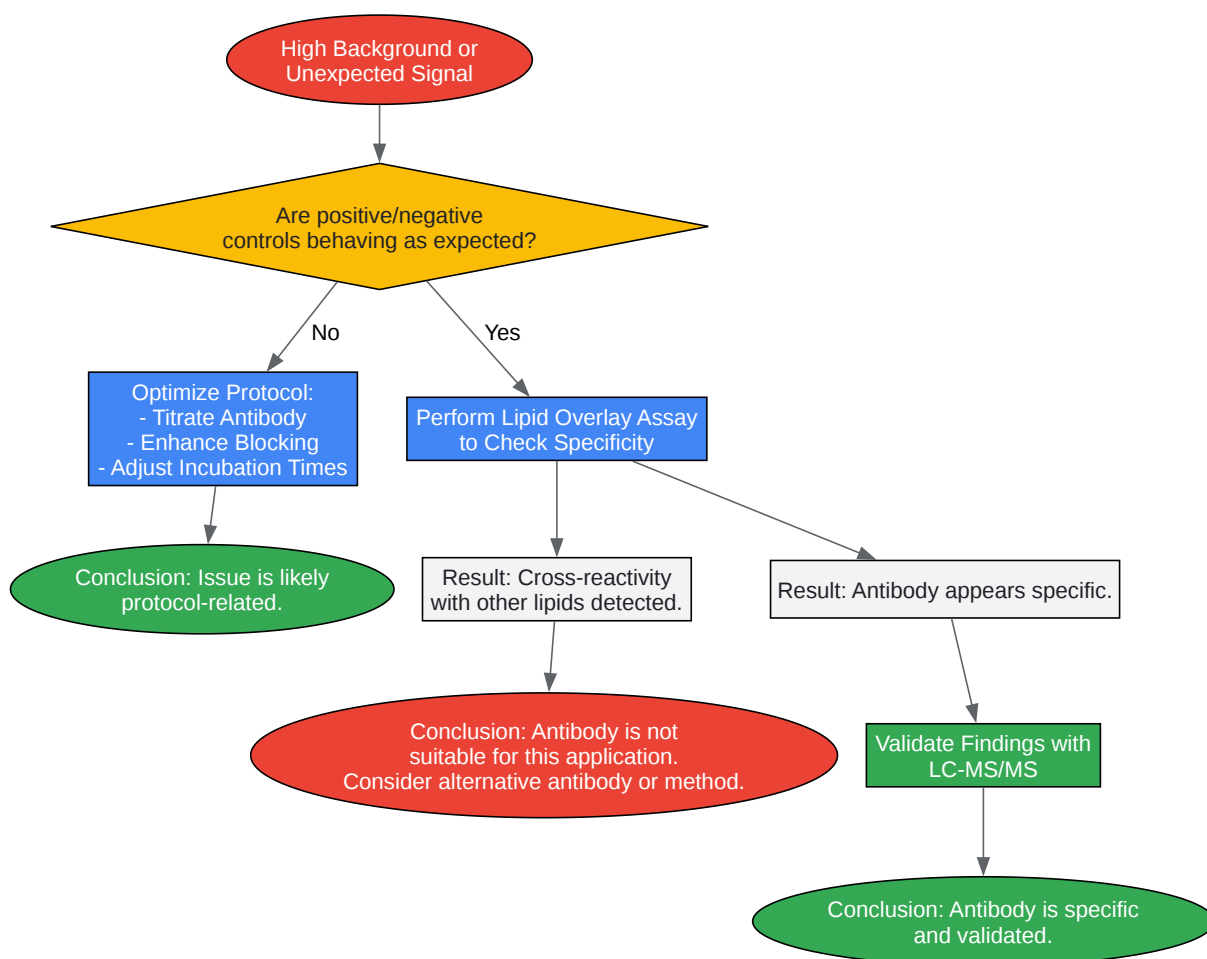 High Background or
Unexpected Signal
Are positive/negative
controls behaving as expected?
No
Yes
Optimize Protocol:
- Titrate Antibody
- Enhance Blocking
- Adjust Incubation Times
Perform Lipid Overlay Assay
to Check Specificity
Conclusion: Issue is likely
protocol-related.
Result: Cross-reactivity
with other lipids detected.
Result: Antibody appears specific.
Conclusion: Antibody is not
suitable for this application.
Consider alternative antibody or method.
Validate Findings with
LC-MS/MS
Conclusion: Antibody is specific
and validated.